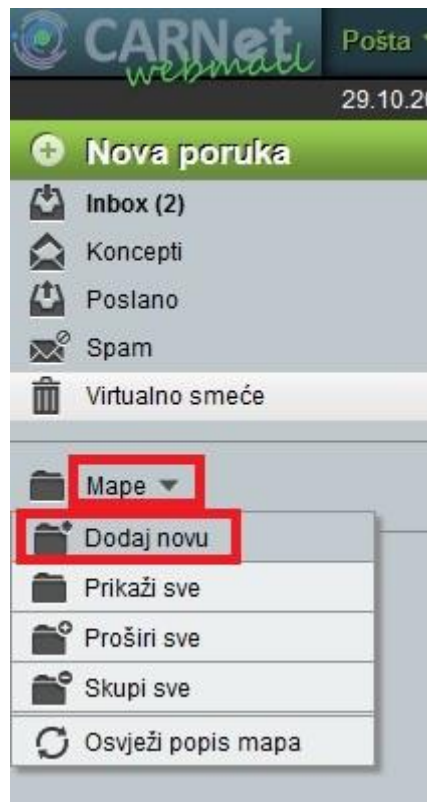 CARNet
webmail
Pošta
29.10.20
Nova poruka
Inbox (2)
Koncepti
Poslano
Spam
Virtualno smeće
Mape
Dodaj novu
Prikaži sve
Proširi sve
Skupi sve
Osvježi popis mapa